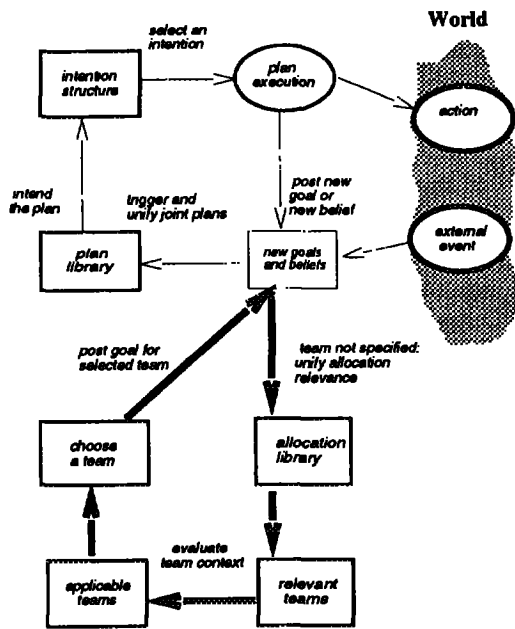 World
select an
intention
intention
structure
plan
execution
action
intend
the plan
trigger and
unify joint plans
post new
goal or
new belief
external
event
plan
library
new goals
and beliefs
post goal for
selected team
team not specified:
unify allocation
relevance
choose
a team
allocation
library
evaluate
team context
applicable
teams
relevant
teams